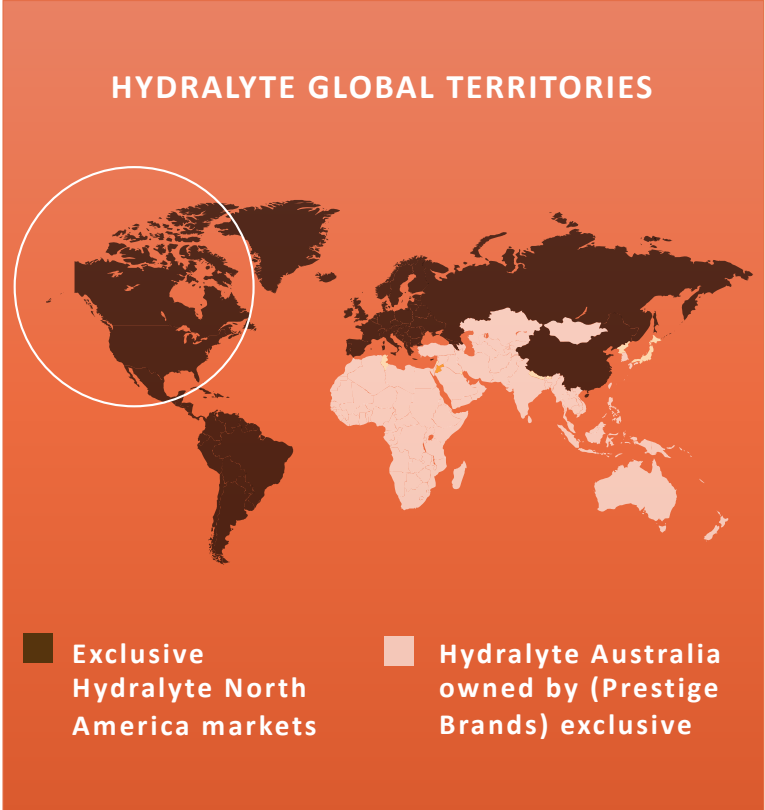 HYDRALYTE GLOBAL TERRITORIES
Exclusive
Hydralyte North
America markets
Hydralyte Australia
owned by (Prestige
Brands) exclusive